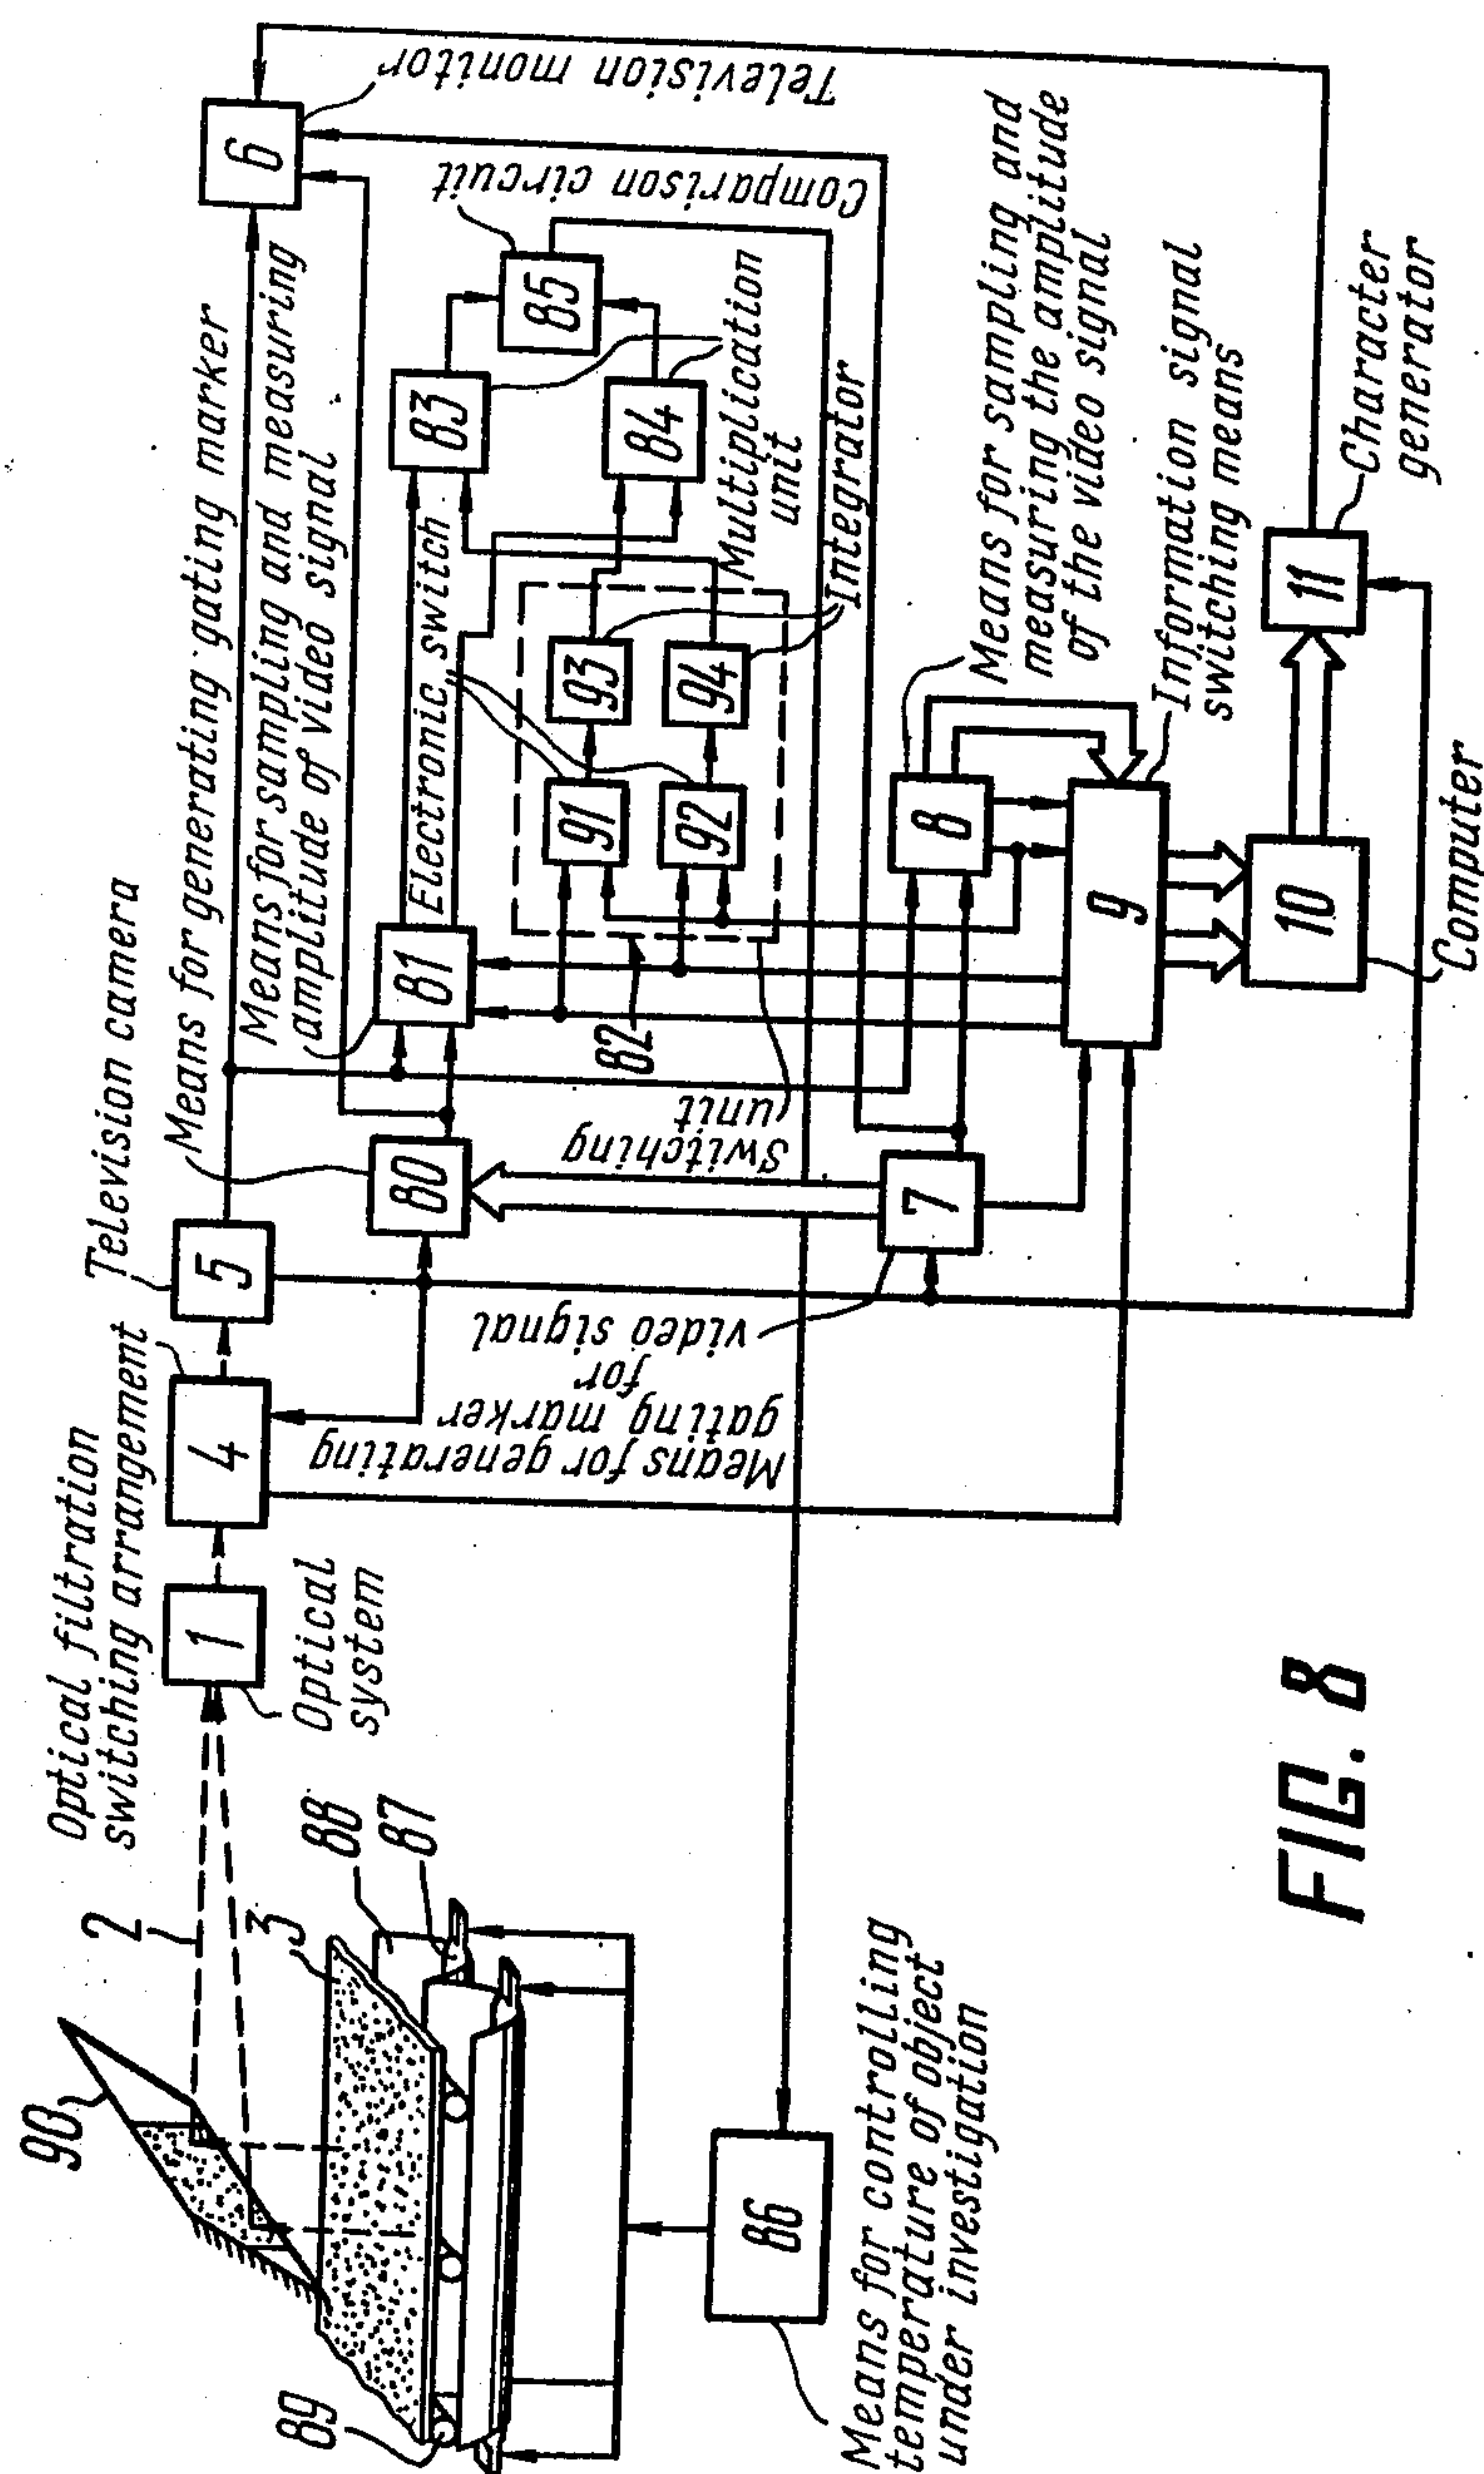 90
2
3
88
87
89
Optical filtration
switching arrangement
1
Optical
system
4
Television camera
5
Means for generating gating marker
Means for sampling and measuring
amplitude of video signal
6
Television monitor
80
81
Electronic switch
83
84
85
Comparison circuit
Multiplication
unit
91
92
93
94
Integrator
82
Switching
unit
Means for generating
gating marker
for
video signal
7
8
Means for sampling and
measuring the amplitude
of the video signal
9
Information signal
switching means
10
Computer
11
Character
generator
86
Means for controlling
temperature of object
under investigation
FIG. 8